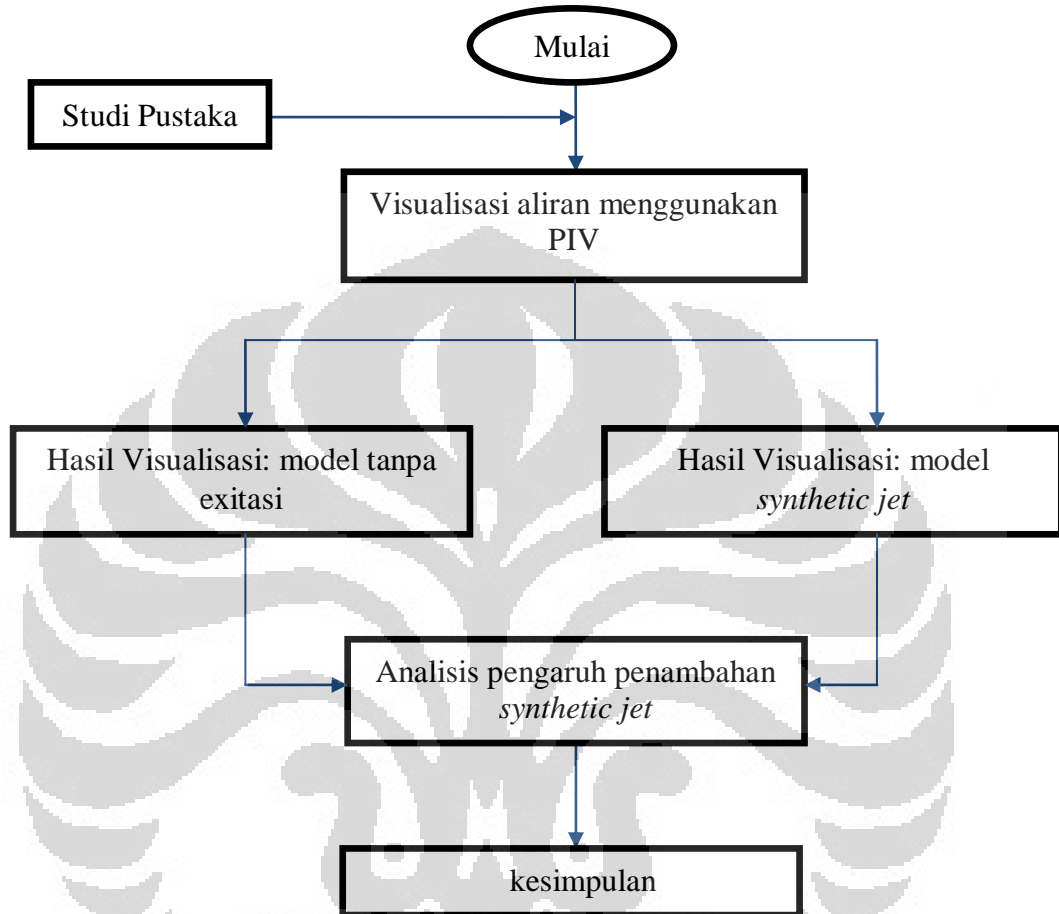 Mulai
Studi Pustaka
Visualisasi aliran menggunakan
PIV
Hasil Visualisasi: model tanpa
exitasi
Hasil Visualisasi: model
synthetic jet
Analisis pengaruh penambahan
synthetic jet
kesimpulan